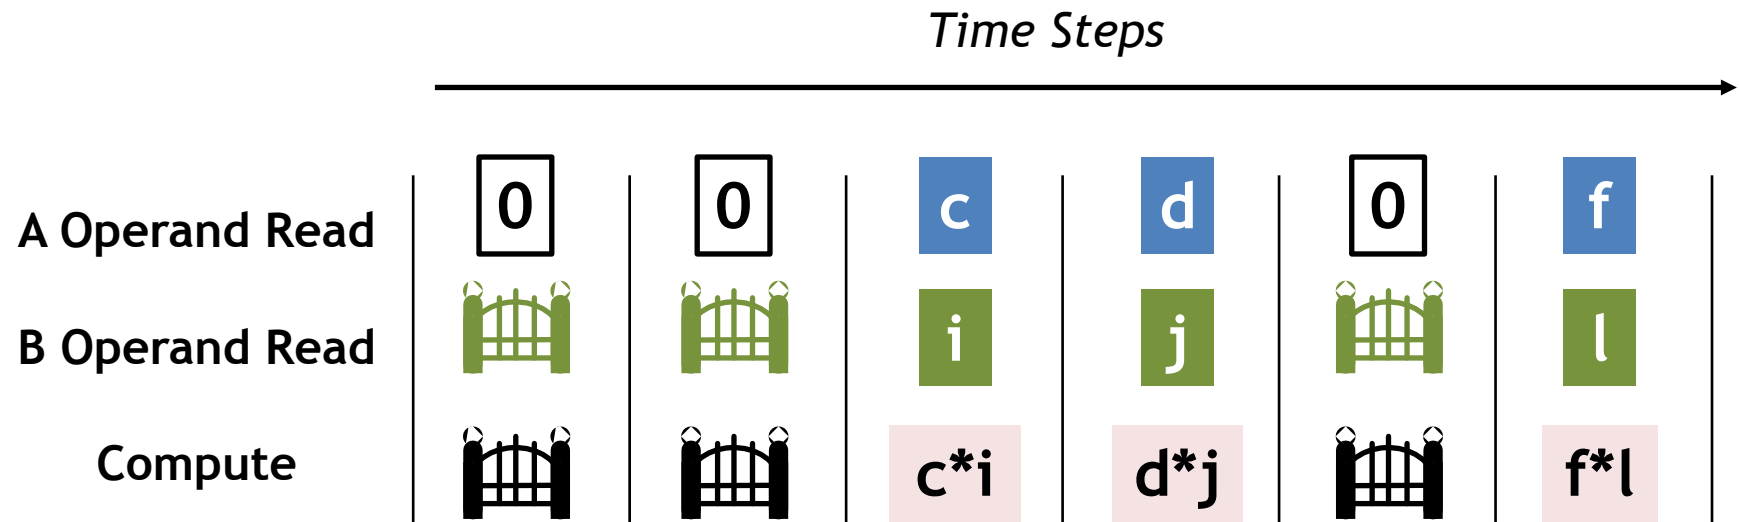 Time Steps
A Operand Read 0 0 c d 0 f
B Operand Read i j l
Compute c*i d*j f*l